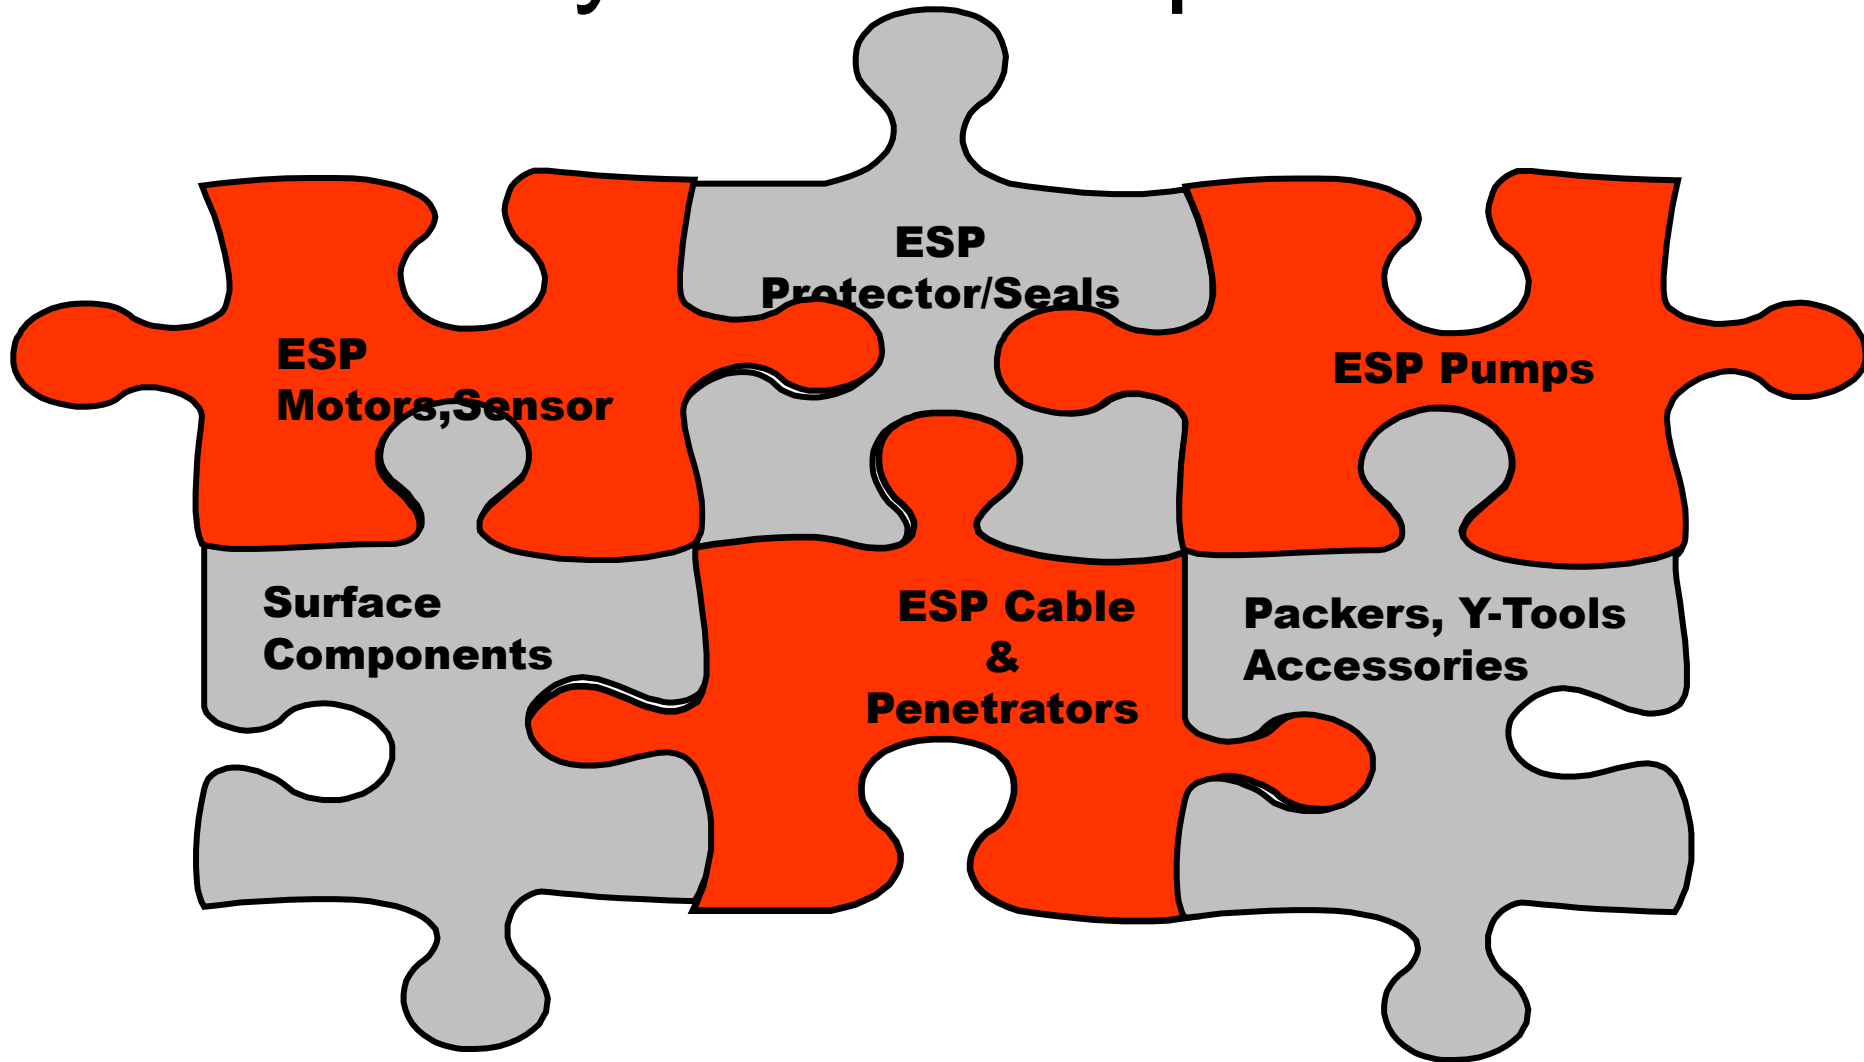 ESP
Protector/Seals
ESP
Motors,Sensor
ESP Pumps
Surface
Components
ESP Cable
&
Penetrators
Packers, Y-Tools
Accessories